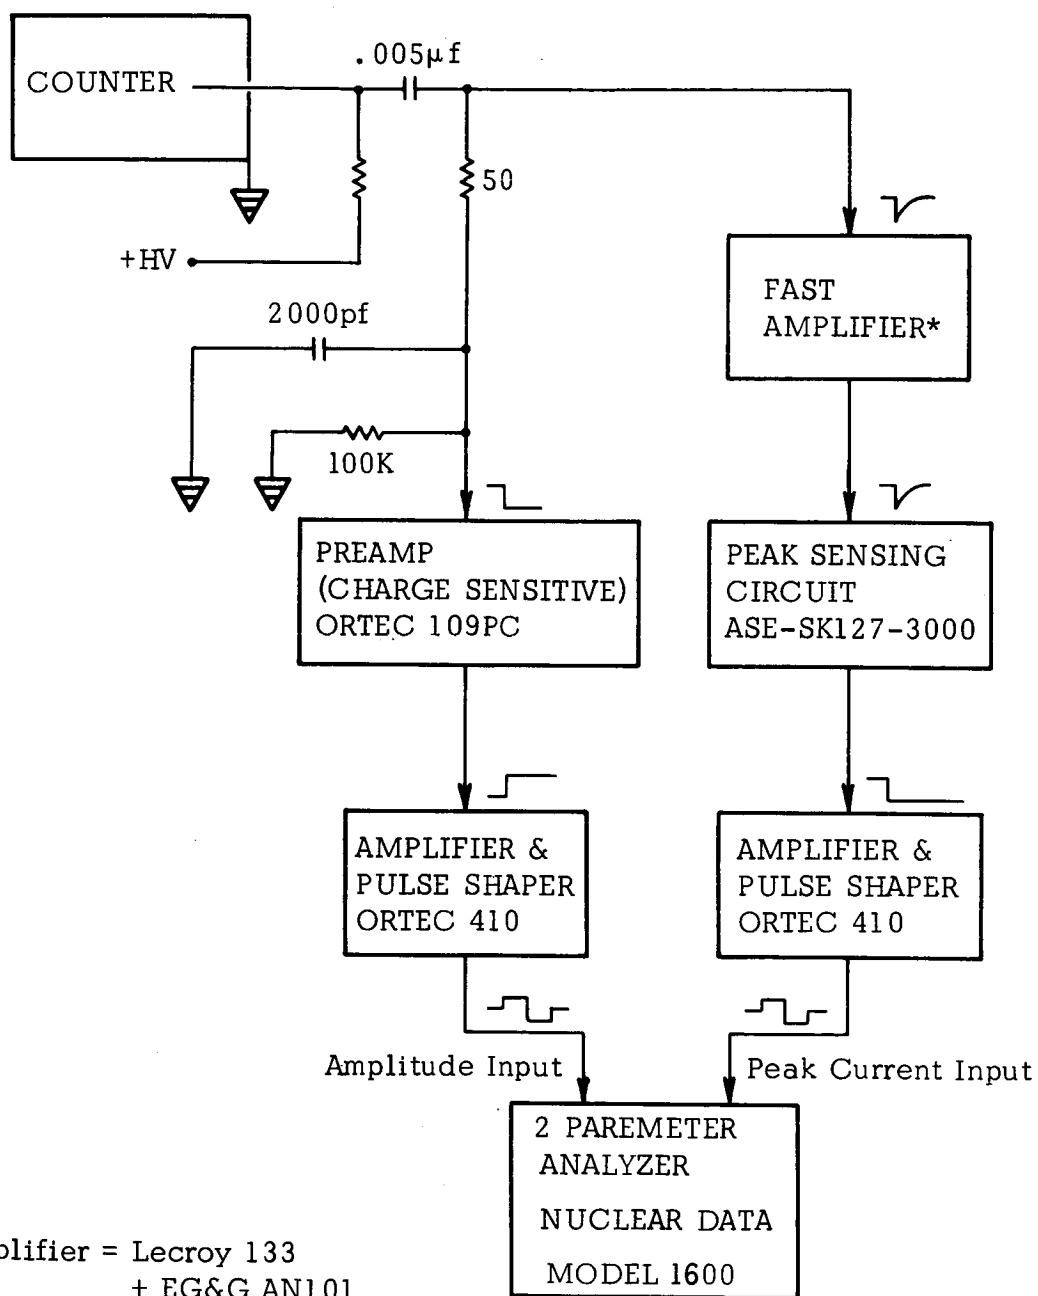 COUNTER
.005μf
50
+HV
2000pf
100K
FAST
AMPLIFIER*
PREAMP
(CHARGE SENSITIVE)
ORTEC 109PC
PEAK SENSING
CIRCUIT
ASE-SK127-3000
AMPLIFIER &
PULSE SHAPER
ORTEC 410
AMPLIFIER &
PULSE SHAPER
ORTEC 410
Amplitude Input
Peak Current Input
2 PAREMETER
ANALYZER
NUCLEAR DATA
MODEL 1600
= Lecroy 133
+ EG&G AN101